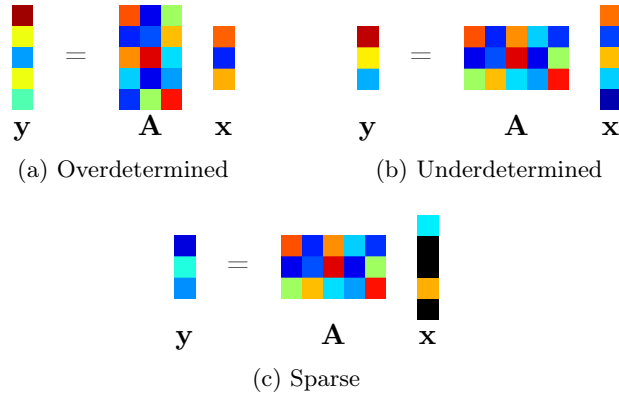 =
y A x
(a) Overdetermined
=
y A x
(b) Underdetermined
=
y A x
(c) Sparse